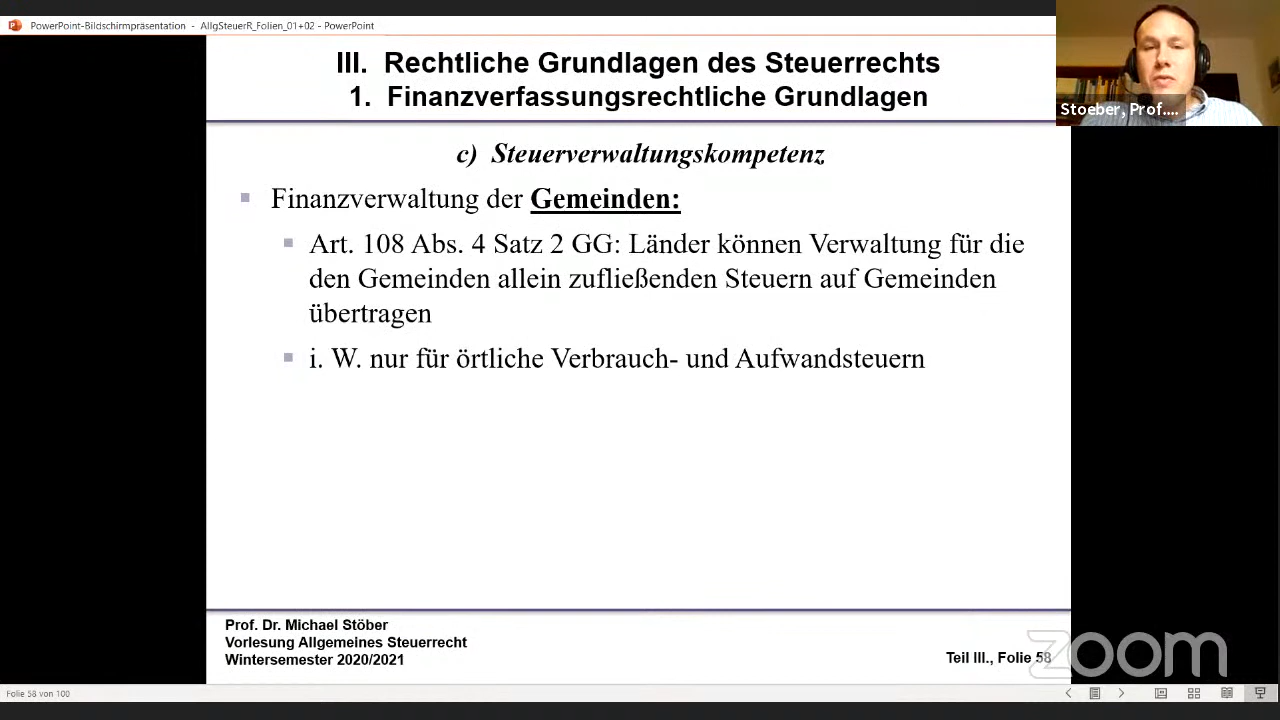 PowerPoint-Bildschirmpräsentation - AllgSteuerR_Folien_01+02 - PowerPoint
III. Rechtliche Grundlagen des Steuerrechts
1. Finanzverfassungsrechtliche Grundlagen
Stoeber, Prof....
c) Steuerverwaltungskompetenz
Finanzverwaltung der Gemeinden:
Art. 108 Abs. 4 Satz 2 GG: Länder können Verwaltung für die
den Gemeinden allein zufließenden Steuern auf Gemeinden
übertragen
i. W. nur für örtliche Verbrauch- und Aufwandsteuern
Prof. Dr. Michael Stöber
Vorlesung Allgemeines Steuerrecht
Wintersemester 2020/2021
Teil III., Folie 58
zoom
Folie 58 von 100